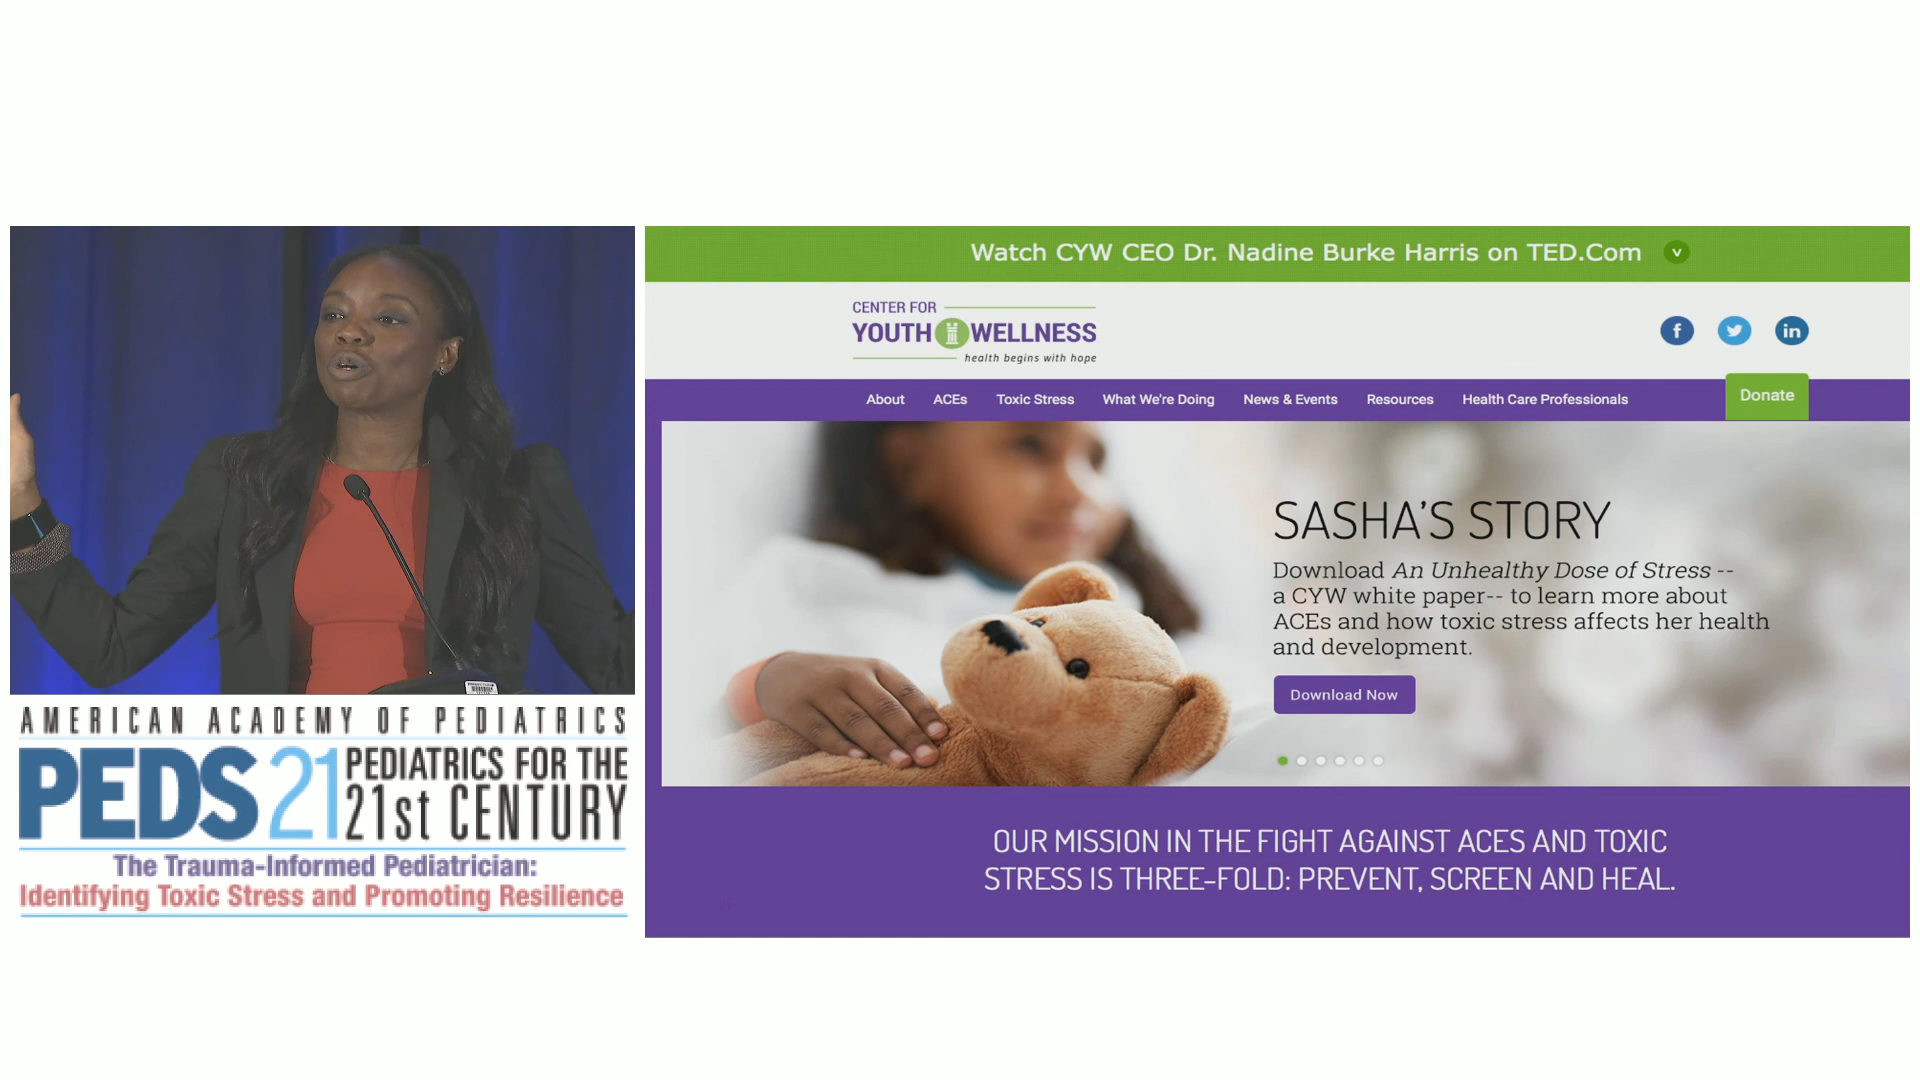 AMERICAN ACADEMY OF PEDIATRICS
PEDS 21 PEDIATRICS FOR THE
21st CENTURY
The Trauma-Informed Pediatrician:
Identifying Toxic Stress and Promoting Resilience
Watch CYW CEO Dr. Nadine Burke Harris on TED.Com v
CENTER FOR
YOUTH WELLNESS
health begins with hope
f in
About ACEs Toxic Stress What We're Doing News & Events Resources Health Care Professionals Donate
SASHA'S STORY
Download An Unhealthy Dose of Stress --
a CYW white paper-- to learn more about
ACEs and how toxic stress affects her health
and development.
Download Now
OUR MISSION IN THE FIGHT AGAINST ACES AND TOXIC
STRESS IS THREE-FOLD: PREVENT, SCREEN AND HEAL.